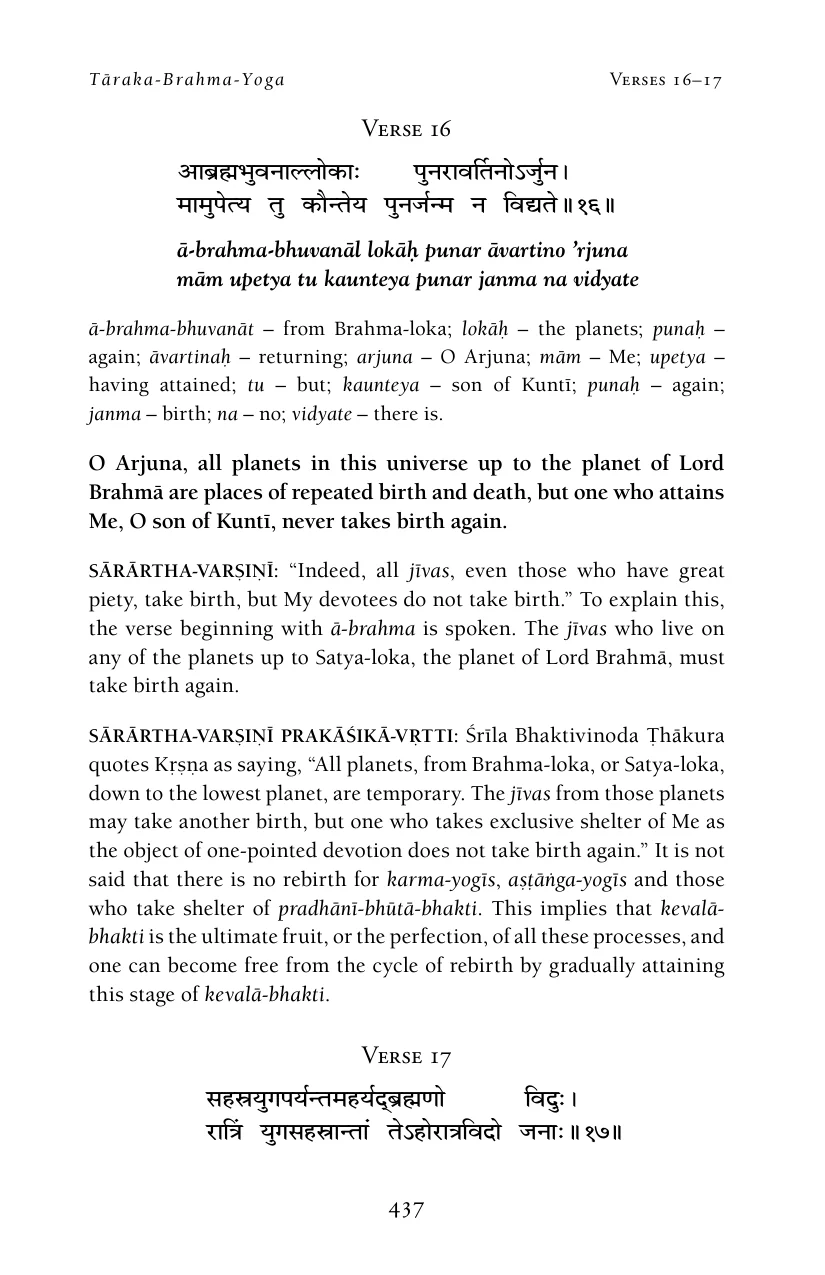 Tāraka-Brahma-Yoga Verses 16–17
Verse 16
आब्रह्मभुवनाल्लोकाः पुनरावर्तिनोऽर्जुन।
मामुपेत्य तु कौन्तेय पुनर्जन्म न विद्यते॥१६॥
ā-brahma-bhuvanāl lokāḥ punar āvartino ’rjuna
mām upetya tu kaunteya punar janma na vidyate
ā-brahma-bhuvanāt – from Brahma-loka; lokāḥ – the planets; punaḥ –
again; āvartinaḥ – returning; arjuna – O Arjuna; mām – Me; upetya –
having attained; tu – but; kaunteya – son of Kuntī; punaḥ – again;
janma – birth; na – no; vidyate – there is.
O Arjuna, all planets in this universe up to the planet of Lord
Brahmā are places of repeated birth and death, but one who attains
Me, O son of Kuntī, never takes birth again.
SĀRĀRTHA-VARṢIṆĪ: “Indeed, all jīvas, even those who have great
piety, take birth, but My devotees do not take birth.” To explain this,
the verse beginning with ā-brahma is spoken. The jīvas who live on
any of the planets up to Satya-loka, the planet of Lord Brahmā, must
take birth again.
SĀRĀRTHA-VARṢIṆĪ PRAKĀŚIKĀ-VṚTTI: Śrīla Bhaktivinoda Ṭhākura
quotes Kṛṣṇa as saying, “All planets, from Brahma-loka, or Satya-loka,
down to the lowest planet, are temporary. The jīvas from those planets
may take another birth, but one who takes exclusive shelter of Me as
the object of one-pointed devotion does not take birth again.” It is not
said that there is no rebirth for karma-yogīs, aṣṭāṅga-yogīs and those
who take shelter of pradhānī-bhūtā-bhakti. This implies that kevalā-
bhakti is the ultimate fruit, or the perfection, of all these processes, and
one can become free from the cycle of rebirth by gradually attaining
this stage of kevalā-bhakti.
Verse 17
सहस्रयुगपर्यन्तमहर्यद्ब्रह्मणो विदुः।
रात्रिं युगसहस्रान्तां तेऽहोरात्रविदो जनाः॥१७॥
437